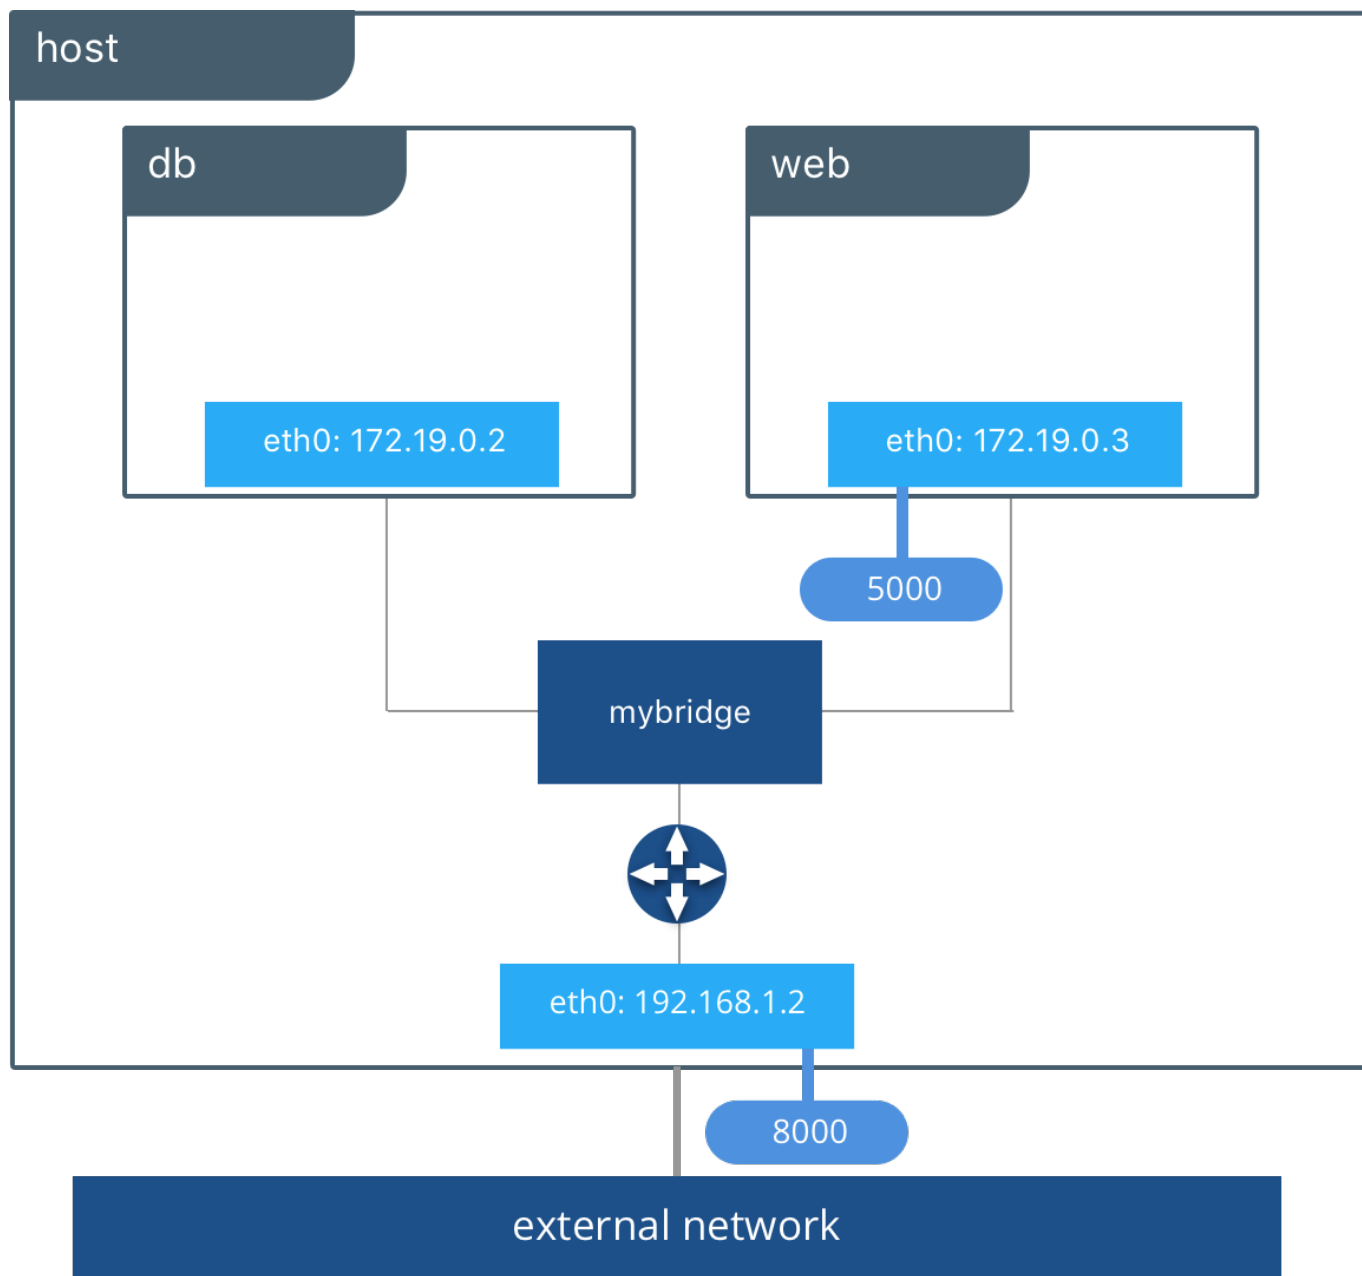 host
db
web
eth0: 172.19.0.2
eth0: 172.19.0.3
5000
mybridge
eth0: 192.168.1.2
8000
external network